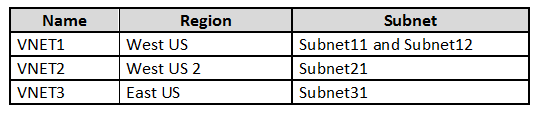 Name Region Subnet
VNET1 West US Subnet11 and Subnet12
VNET2 West US 2 Subnet21
VNET3 East US Subnet31